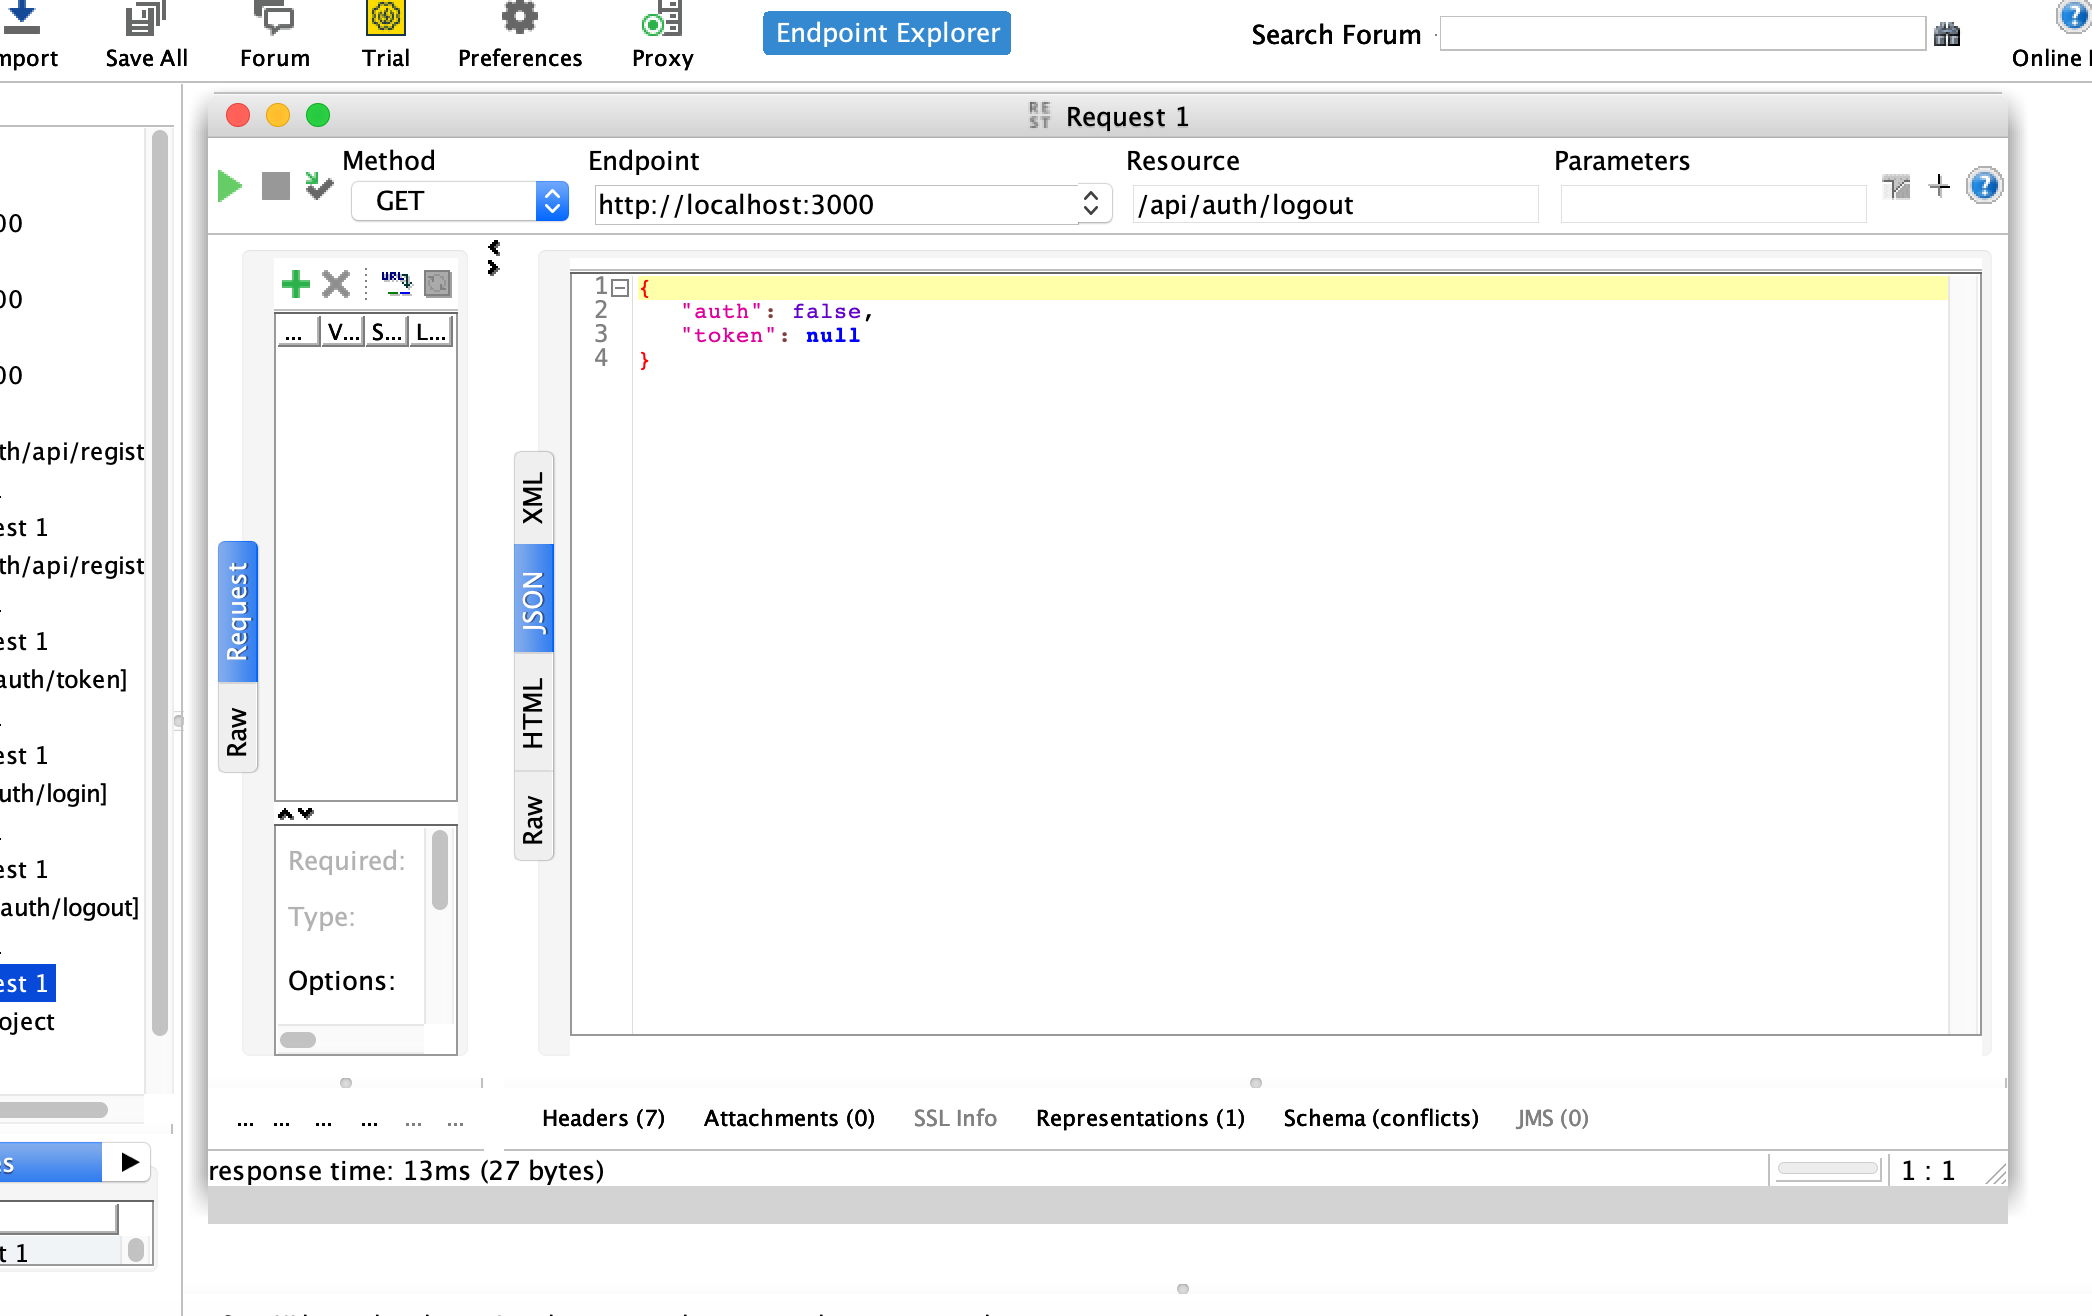 mport Save All Forum Trial Preferences Proxy Endpoint Explorer Search Forum Online
RE
ST Request 1
Method Endpoint Resource Parameters
GET http://localhost:3000 /api/auth/logout
00
00
00
th/api/regist
est 1
th/api/regist
est 1
auth/token]
est 1
uth/login]
est 1
auth/logout]
est 1
oject
s
t 1
URL
... V... S... L...
Request
Raw
Required:
Type:
Options:
XML
JSON
HTML
Raw
1 {
2 "auth": false,
3 "token": null
4 }
... ... ... ... ... ...
Headers (7) Attachments (0) SSL Info Representations (1) Schema (conflicts) JMS (0)
response time: 13ms (27 bytes) 1 : 1